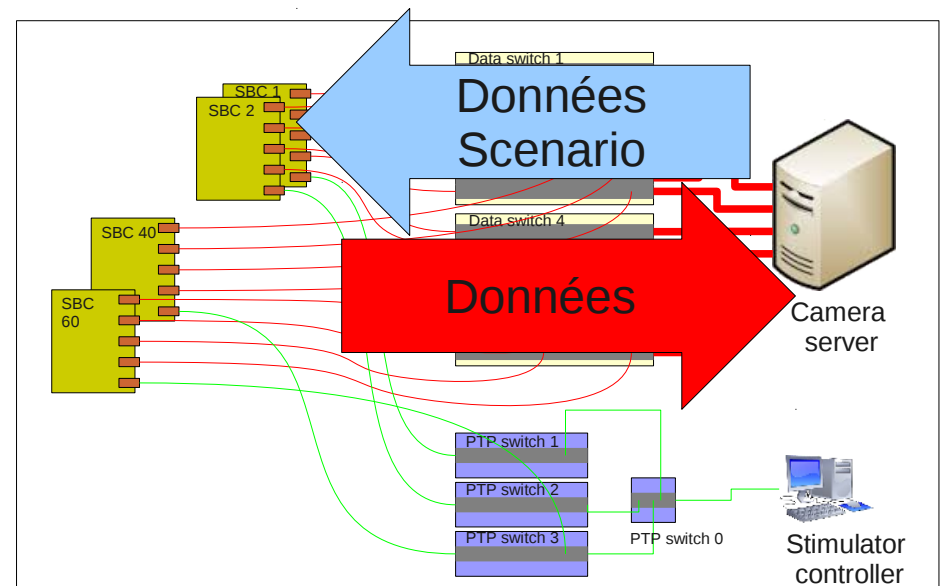 Data switch 1
Données
Scenario
SBC 1
SBC 2
Data switch 4
SBC 40
Données
SBC
60
Camera
server
PTP switch 1
PTP switch 2
PTP switch 3
PTP switch 0
Stimulator
controller